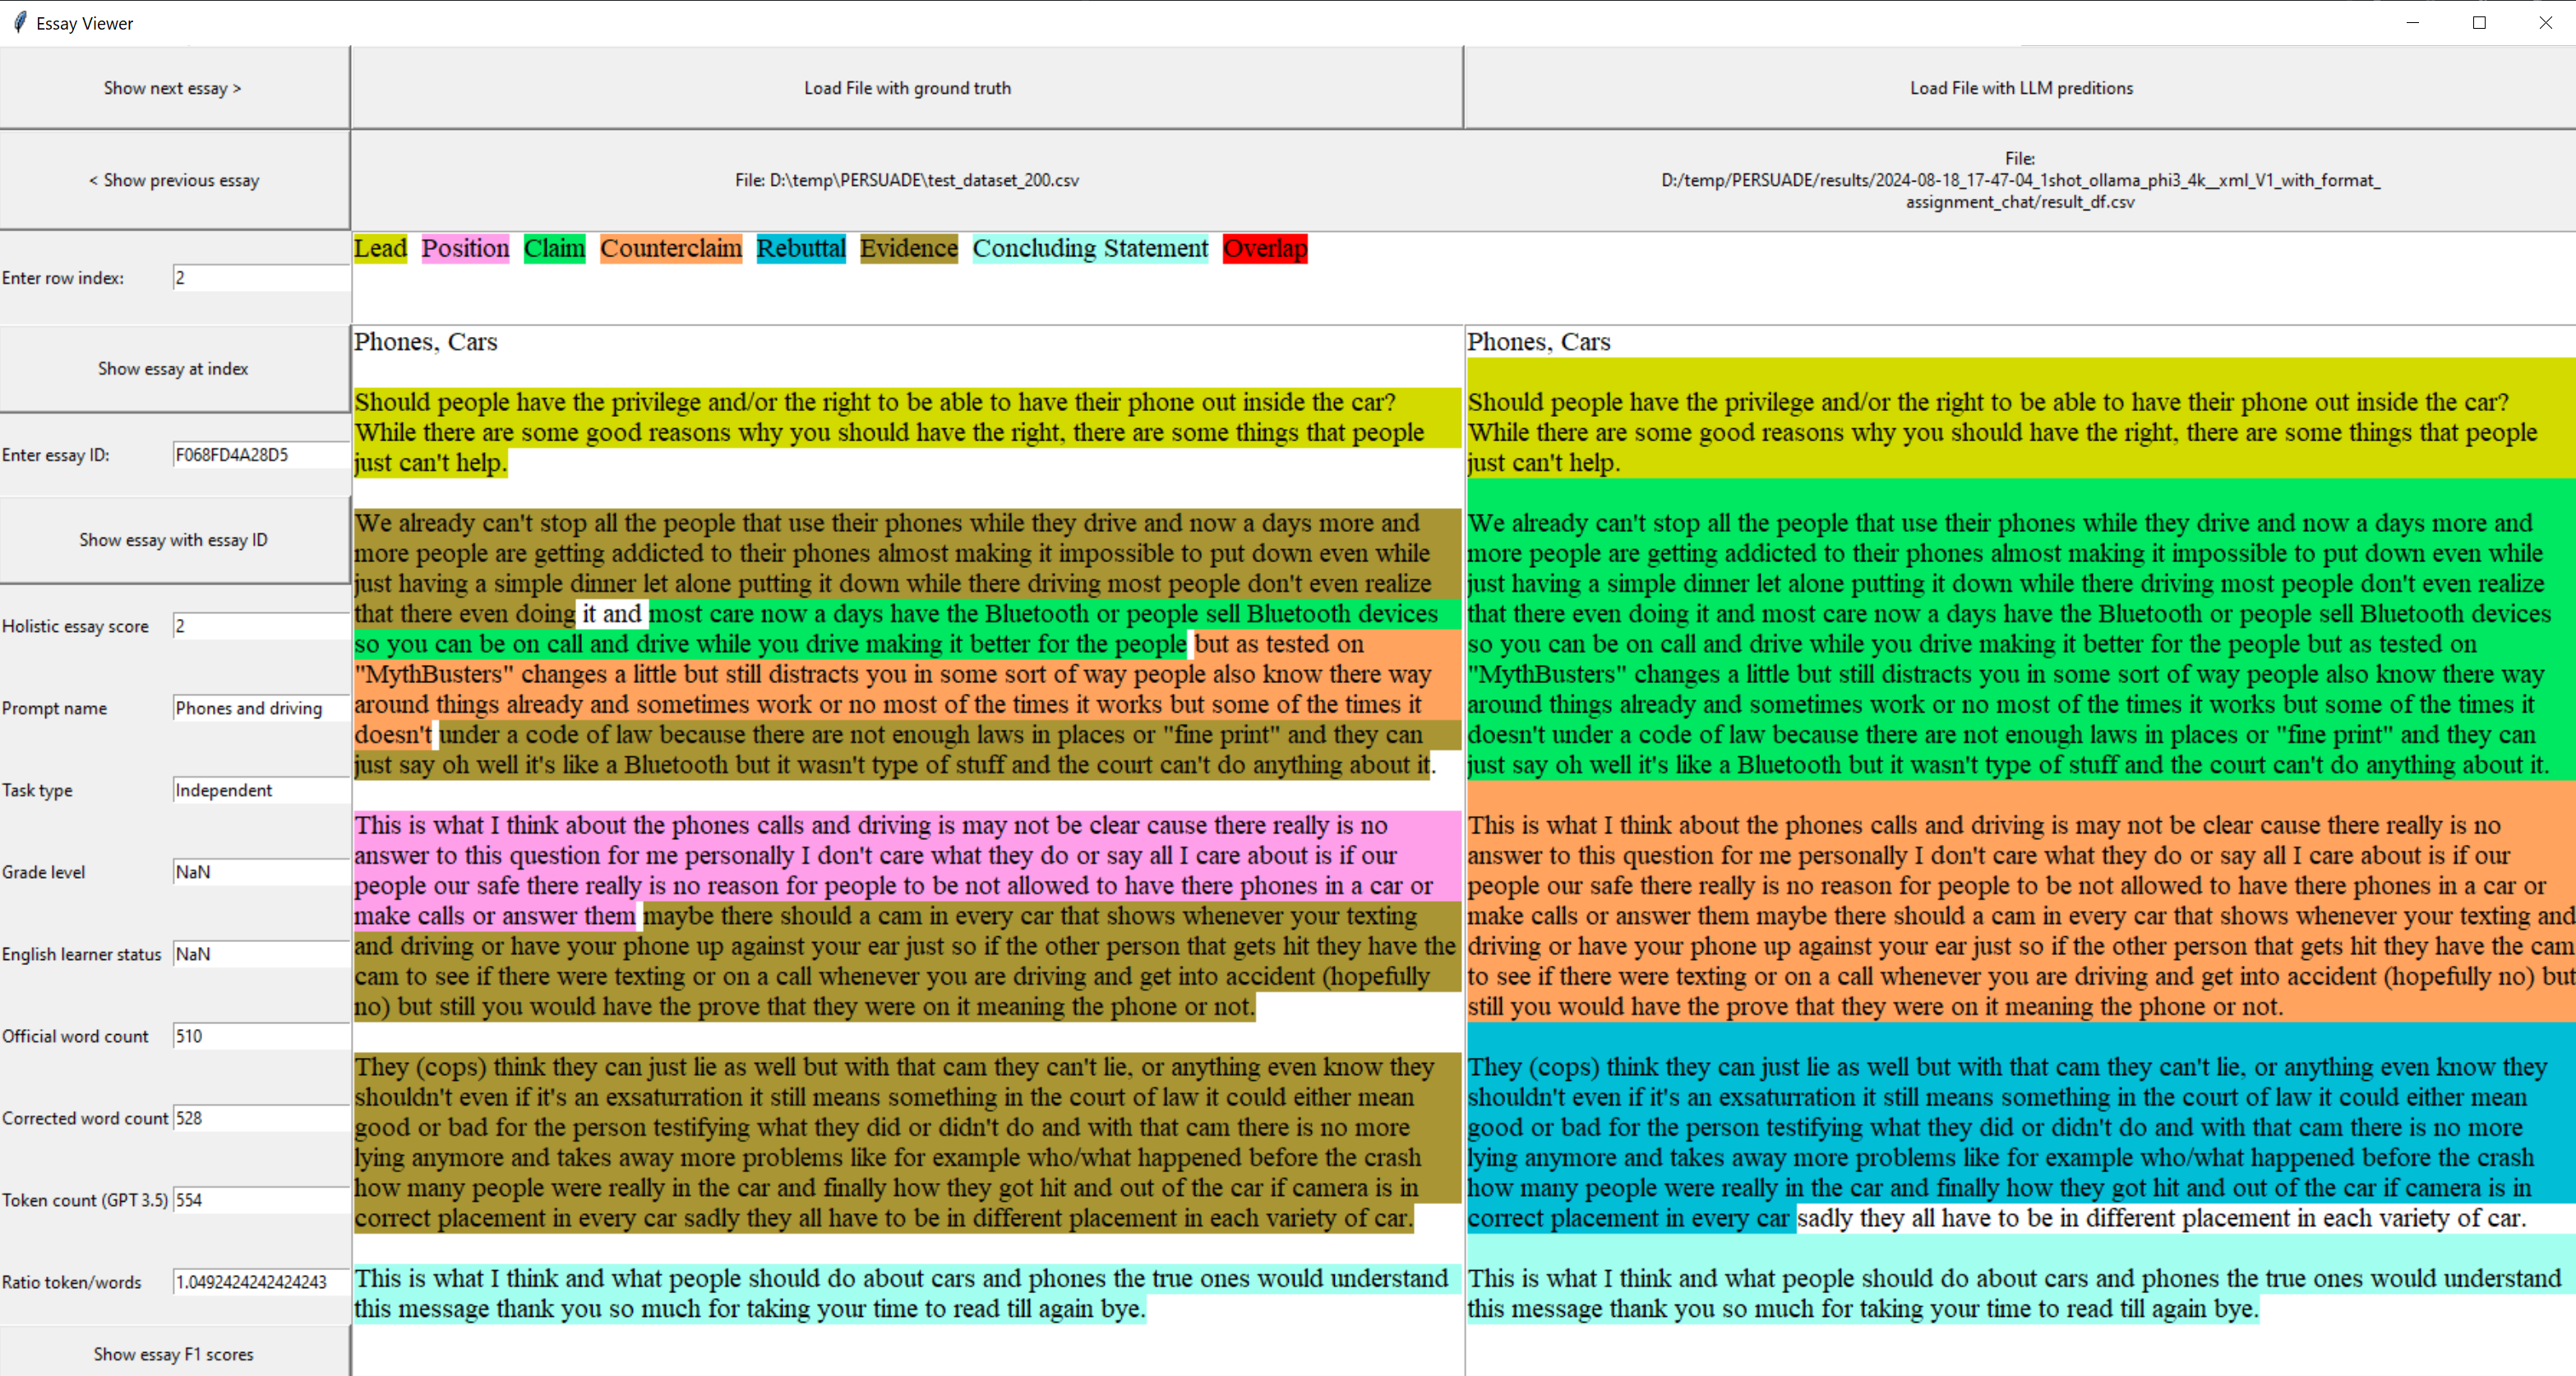 Essay Viewer
Show next essay >
Load File with ground truth
Load File with LLM preditions
< Show previous essay
File: D:\temp\PERSUADE\test_dataset_200.csv
File:
D:/temp/PERSUADE/results/2024-08-18_17-47-04_1shot_ollama_phi3_4k__xml_V1_with_format_
assignment_chat/result_df.csv
Enter row index: 2
Lead Position Claim Counterclaim Rebuttal Evidence Concluding Statement Overlap
Show essay at index
Enter essay ID: F068FD4A28D5
Show essay with essay ID
Holistic essay score 2
Prompt name Phones and driving
Task type Independent
Grade level NaN
English learner status NaN
Official word count 510
Corrected word count 528
Token count (GPT 3.5) 554
Ratio token/words 1.0492424242424243
Show essay F1 scores
Phones, Cars
Should people have the privilege and/or the right to be able to have their phone out inside the car?
While there are some good reasons why you should have the right, there are some things that people
just can't help.
We already can't stop all the people that use their phones while they drive and now a days more and
more people are getting addicted to their phones almost making it impossible to put down even while
just having a simple dinner let alone putting it down while there driving most people don't even realize
that there even doing it and most care now a days have the Bluetooth or people sell Bluetooth devices
so you can be on call and drive while you drive making it better for the people but as tested on
"MythBusters" changes a little but still distracts you in some sort of way people also know there way
around things already and sometimes work or no most of the times it works but some of the times it
doesn't under a code of law because there are not enough laws in places or "fine print" and they can
just say oh well it's like a Bluetooth but it wasn't type of stuff and the court can't do anything about it.
This is what I think about the phones calls and driving is may not be clear cause there really is no
answer to this question for me personally I don't care what they do or say all I care about is if our
people our safe there really is no reason for people to be not allowed to have there phones in a car or
make calls or answer them maybe there should a cam in every car that shows whenever your texting
and driving or have your phone up against your ear just so if the other person that gets hit they have the
cam to see if there were texting or on a call whenever you are driving and get into accident (hopefully
no) but still you would have the prove that they were on it meaning the phone or not.
They (cops) think they can just lie as well but with that cam they can't lie, or anything even know they
shouldn't even if it's an exsaturration it still means something in the court of law it could either mean
good or bad for the person testifying what they did or didn't do and with that cam there is no more
lying anymore and takes away more problems like for example who/what happened before the crash
how many people were really in the car and finally how they got hit and out of the car if camera is in
correct placement in every car sadly they all have to be in different placement in each variety of car.
This is what I think and what people should do about cars and phones the true ones would understand
this message thank you so much for taking your time to read till again bye.
Phones, Cars
Should people have the privilege and/or the right to be able to have their phone out inside the car?
While there are some good reasons why you should have the right, there are some things that people
just can't help.
We already can't stop all the people that use their phones while they drive and now a days more and
more people are getting addicted to their phones almost making it impossible to put down even while
just having a simple dinner let alone putting it down while there driving most people don't even realize
that there even doing it and most care now a days have the Bluetooth or people sell Bluetooth devices
so you can be on call and drive while you drive making it better for the people but as tested on
"MythBusters" changes a little but still distracts you in some sort of way people also know there way
around things already and sometimes work or no most of the times it works but some of the times it
doesn't under a code of law because there are not enough laws in places or "fine print" and they can
just say oh well it's like a Bluetooth but it wasn't type of stuff and the court can't do anything about it.
This is what I think about the phones calls and driving is may not be clear cause there really is no
answer to this question for me personally I don't care what they do or say all I care about is if our
people our safe there really is no reason for people to be not allowed to have there phones in a car or
make calls or answer them maybe there should a cam in every car that shows whenever your texting and
driving or have your phone up against your ear just so if the other person that gets hit they have the cam
to see if there were texting or on a call whenever you are driving and get into accident (hopefully no) but
still you would have the prove that they were on it meaning the phone or not.
They (cops) think they can just lie as well but with that cam they can't lie, or anything even know they
shouldn't even if it's an exsaturration it still means something in the court of law it could either mean
good or bad for the person testifying what they did or didn't do and with that cam there is no more
lying anymore and takes away more problems like for example who/what happened before the crash
how many people were really in the car and finally how they got hit and out of the car if camera is in
correct placement in every car sadly they all have to be in different placement in each variety of car.
This is what I think and what people should do about cars and phones the true ones would understand
this message thank you so much for taking your time to read till again bye.